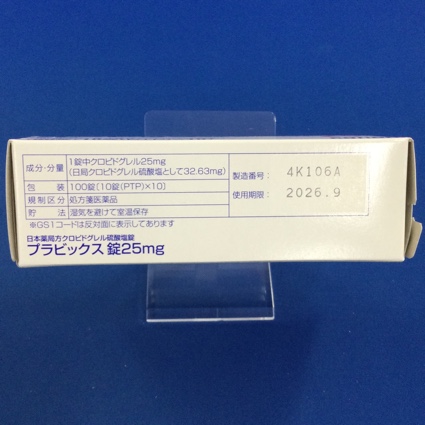 成分・分量 1錠中クロピドグレル25mg
(日局クロピドグレル硫酸塩として32.63mg)
包装 100錠[10錠(PTP)×10]
規制区分 処方箋医薬品
貯法 湿気を避けて室温保存
※GS1コードは反対面に表示してあります
日本薬局方クロピドグレル硫酸塩錠
プラビックス錠25mg
製造番号: 4K106A
使用期限: 2026.9